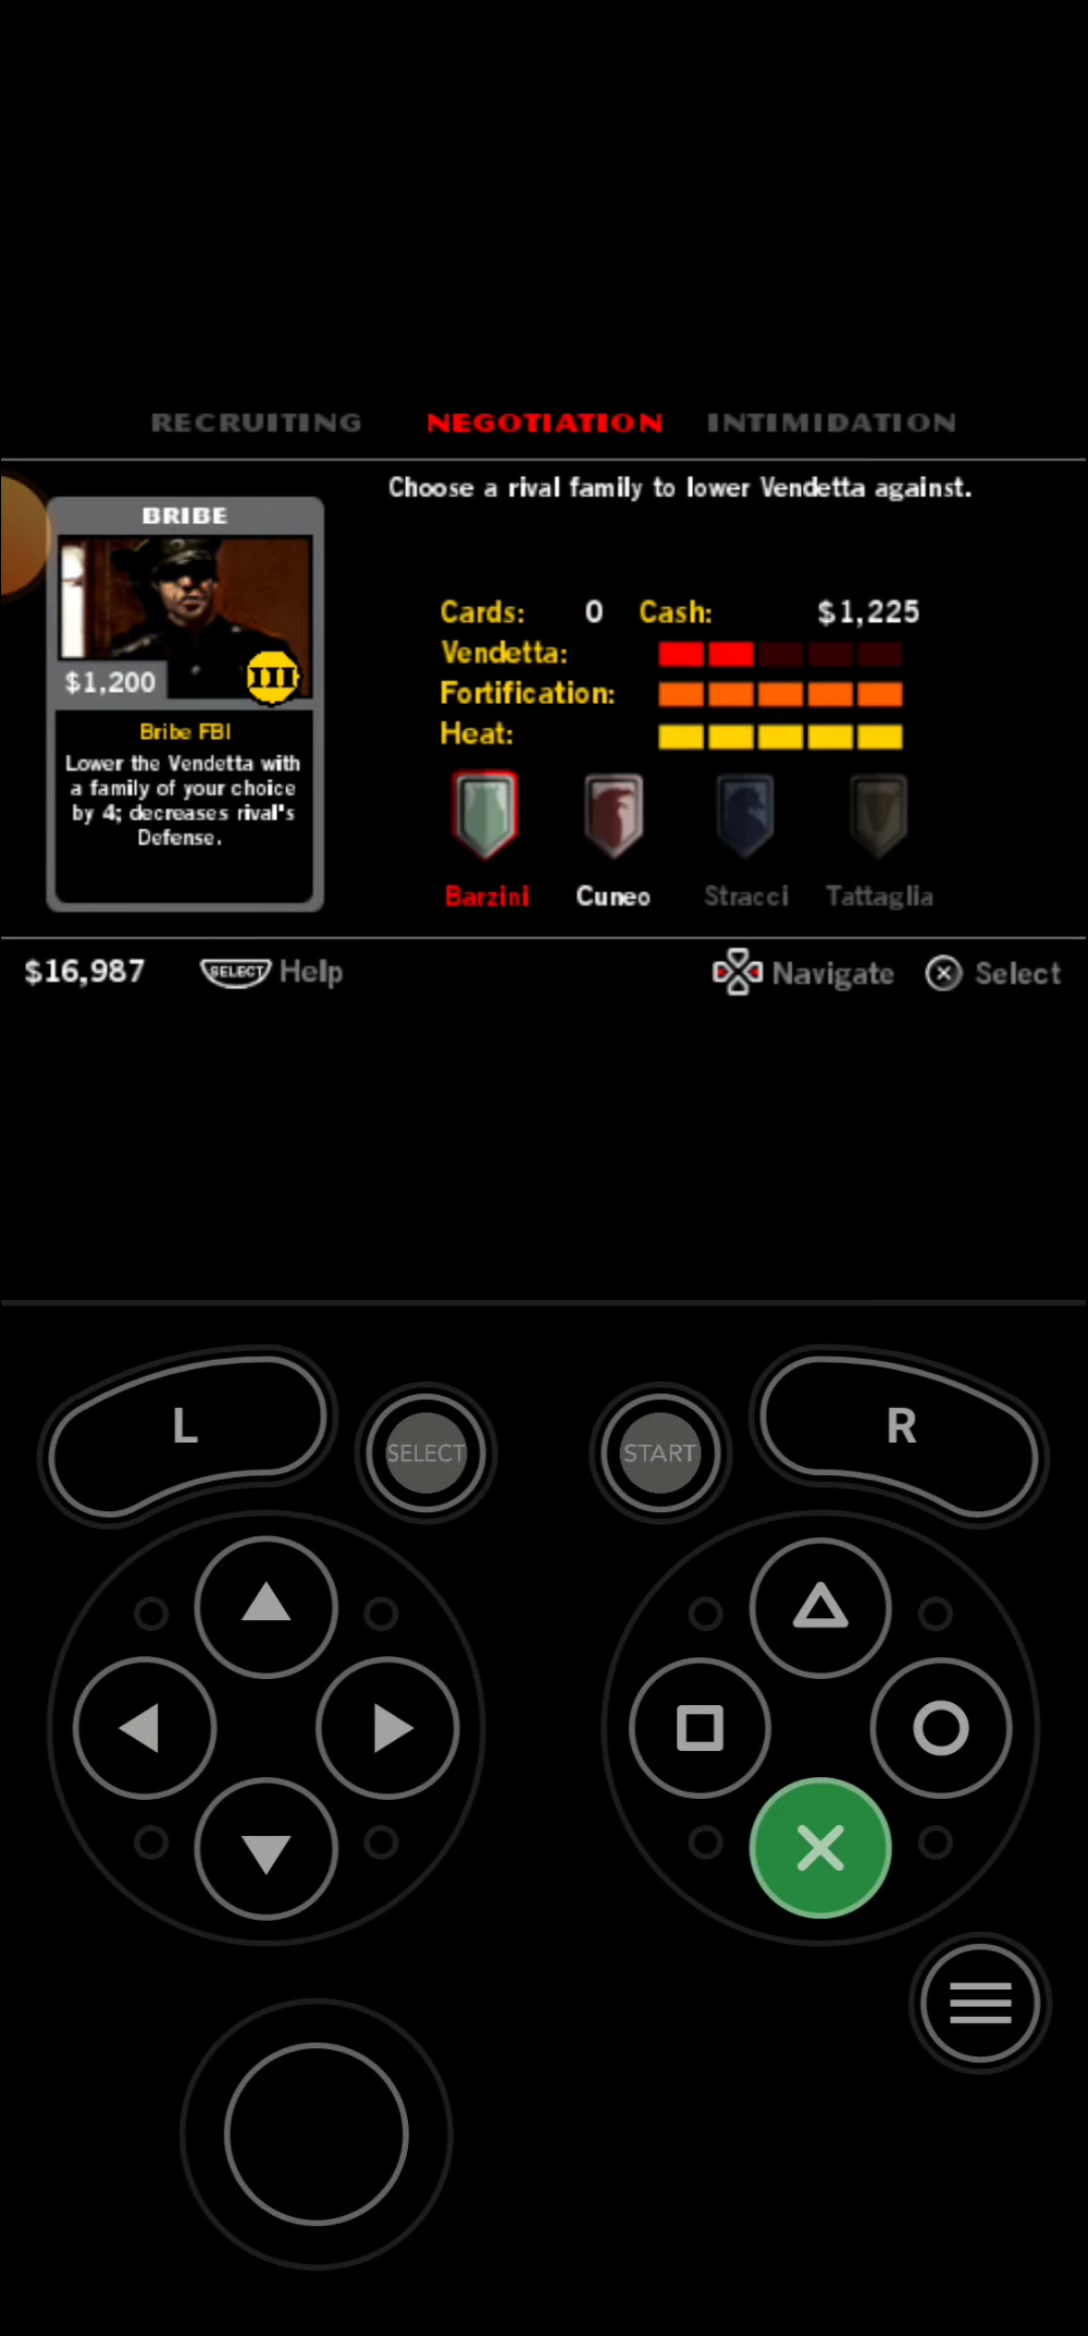 RECRUITING NEGOTIATION INTIMIDATION
Choose a rival family to lower Vendetta against.
BRIBE
$1,200 III
Bribe FBI
Lower the Vendetta with
a family of your choice
by 4; decreases rival's
Defense.
Cards: 0 Cash: $1,225
Vendetta:
Fortification:
Heat:
Barzini Cuneo Stracci Tattaglia
$16,987 SELECT Help Navigate Select
L SELECT START R